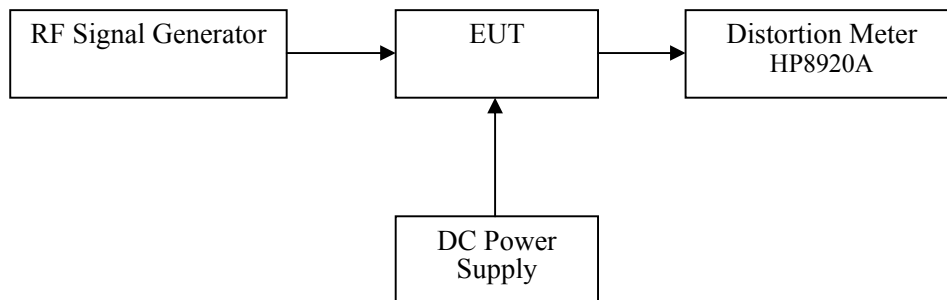 RF Signal Generator
EUT
Distortion Meter
HP8920A
DC Power
Supply